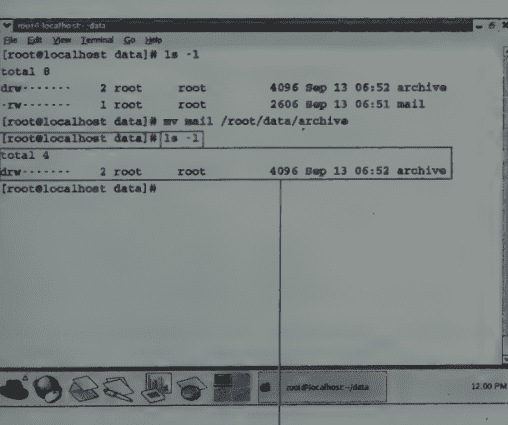 root@localhost:~/data
File Edit View Terminal Go Help
[root@localhost data]# ls -l
total 8
drw------- 2 root root 4096 Sep 13 06:52 archive
-rw------- 1 root root 2606 Sep 13 06:51 mail
[root@localhost data]# mv mail /root/data/archive
[root@localhost data]# ls -l
total 4
drw------- 2 root root 4096 Sep 13 06:52 archive
[root@localhost data]#
root@localhost:~/data
12:00 PM